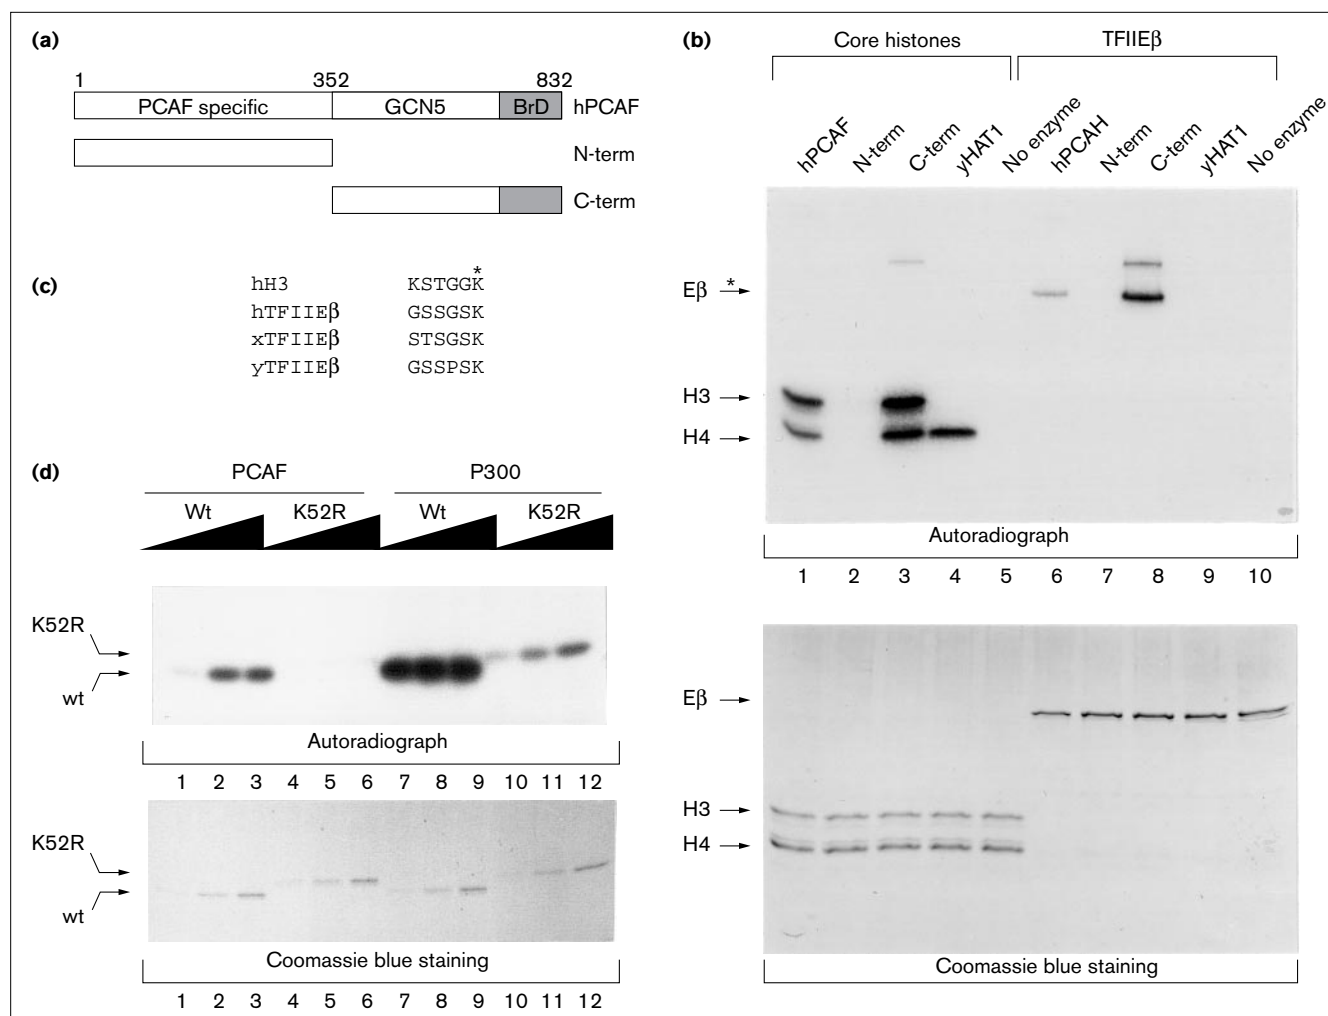 (a)
1 352 832
PCAF specific GCN5 BrD hPCAF
N-term
C-term
(b)
Core histones TFIIEβ
hPCAF N-term C-term yHAT1 No enzyme hPCAH N-term C-term yHAT1 No enzyme
Eβ *
H3
H4
Autoradiograph
1 2 3 4 5 6 7 8 9 10
Eβ
H3
H4
Coomassie blue staining
(c)
*
hH3 KSTGGK
hTFIIEβ GSSGSK
xTFIIEβ STSGSK
yTFIIEβ GSSPSK
(d)
PCAF P300
Wt K52R Wt K52R
K52R
wt
Autoradiograph
1 2 3 4 5 6 7 8 9 10 11 12
K52R
wt
Coomassie blue staining
1 2 3 4 5 6 7 8 9 10 11 12